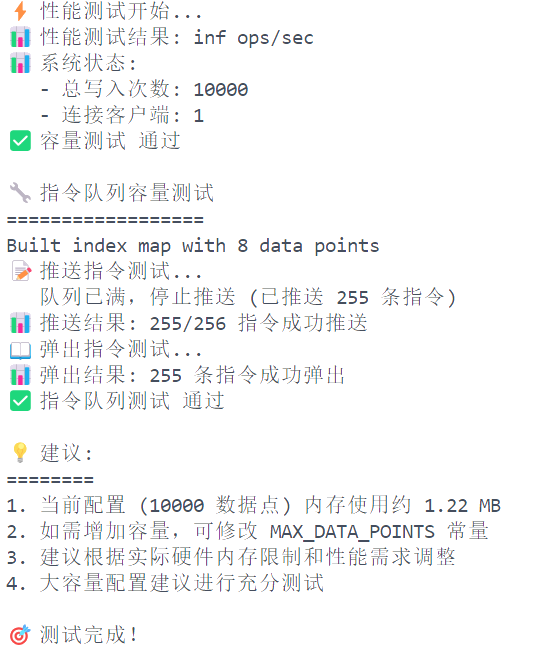 ⚡ 性能测试开始...
📊 性能测试结果: inf ops/sec
📊 系统状态:
   - 总写入次数: 10000
   - 连接客户端: 1
✅ 容量测试 通过

🔧 指令队列容量测试
==================
Built index map with 8 data points
📝 推送指令测试...
   队列已满，停止推送 (已推送 255 条指令)
📊 推送结果: 255/256 指令成功推送
📖 弹出指令测试...
📊 弹出结果: 255 条指令成功弹出
✅ 指令队列测试 通过

💡 建议:
========
1. 当前配置 (10000 数据点) 内存使用约 1.22 MB
2. 如需增加容量，可修改 MAX_DATA_POINTS 常量
3. 建议根据实际硬件内存限制和性能需求调整
4. 大容量配置建议进行充分测试

🎯 测试完成!